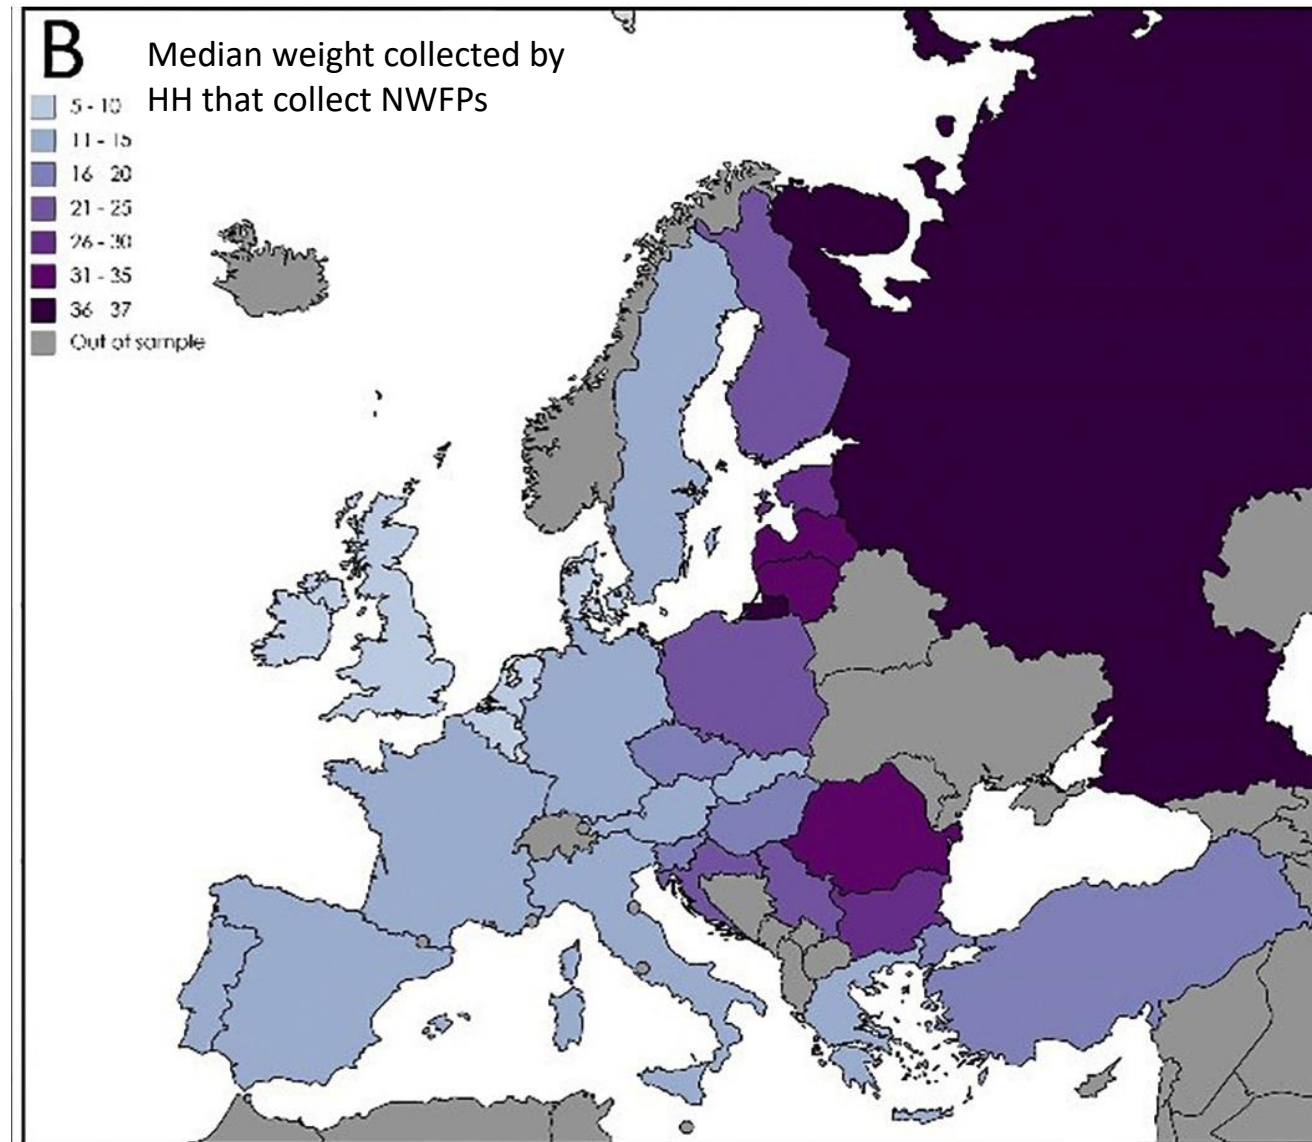 B
Median weight collected by
HH that collect NWFPs
5 - 10
11 - 15
16 20
21 - 25
26 - 30
31 - 35
36 37
Out of sample